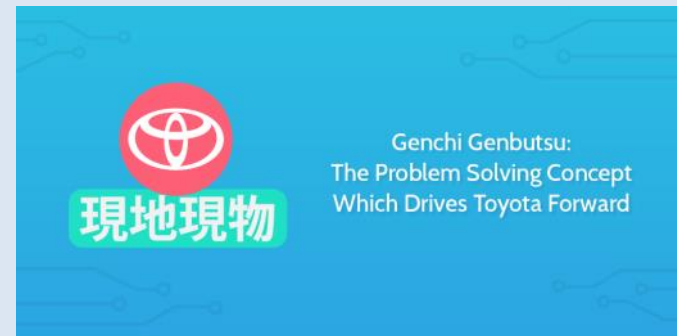 現地現物
Genchi Genbutsu:
The Problem Solving Concept
Which Drives Toyota Forward